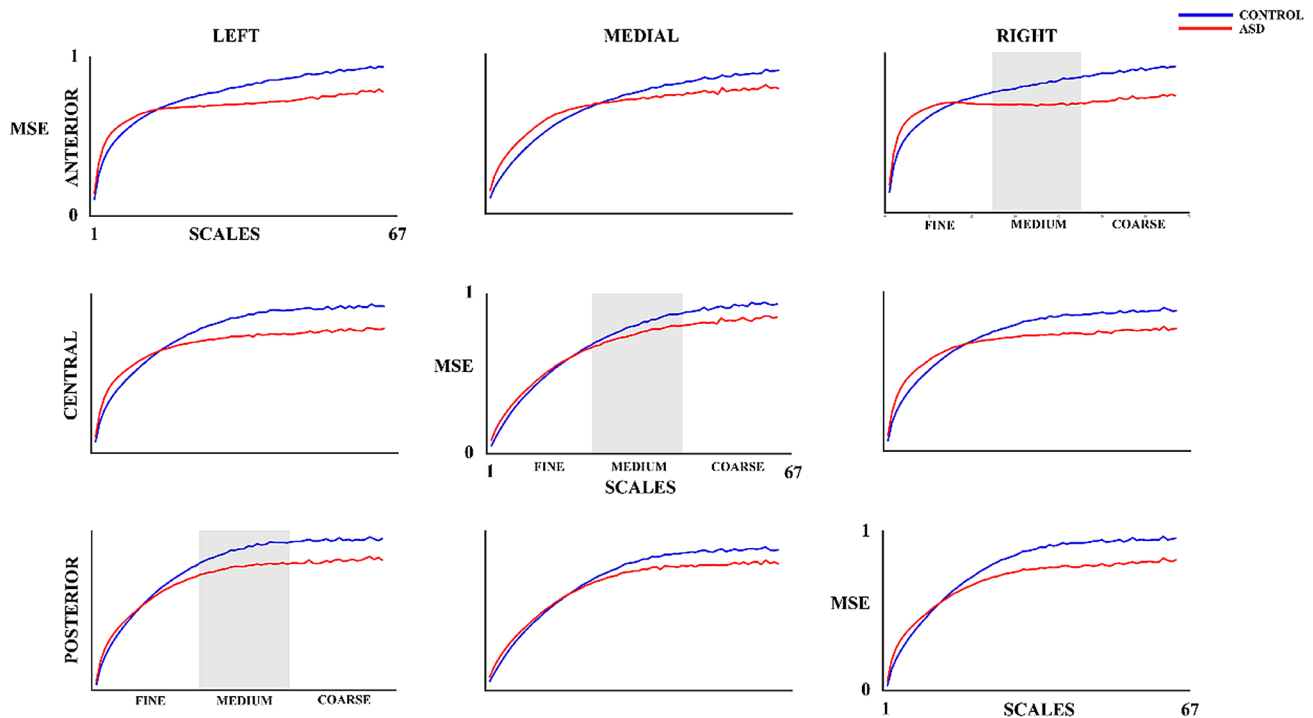 CONTROL
ASD
LEFT
MEDIAL
RIGHT
1
MSE
ANTERIOR
0
1
SCALES
67
FINE
MEDIUM
COARSE
CENTRAL
1
MSE
0
1
FINE
MEDIUM
COARSE
67
SCALES
POSTERIOR
FINE
MEDIUM
COARSE
1
MSE
0
1
SCALES
67